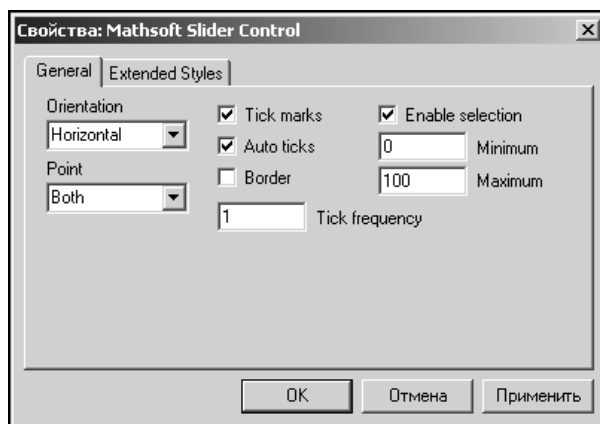 Свойства: Mathsoft Slider Control
General
Extended Styles
Orientation
Horizontal
Point
Both
Tick marks
Auto ticks
Border
1
Tick frequency
Enable selection
0
Minimum
100
Maximum
OK
Отмена
Применить